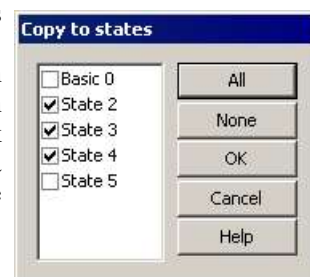 Copy to states
Basic 0
State 2
State 3
State 4
State 5
All
None
OK
Cancel
Help